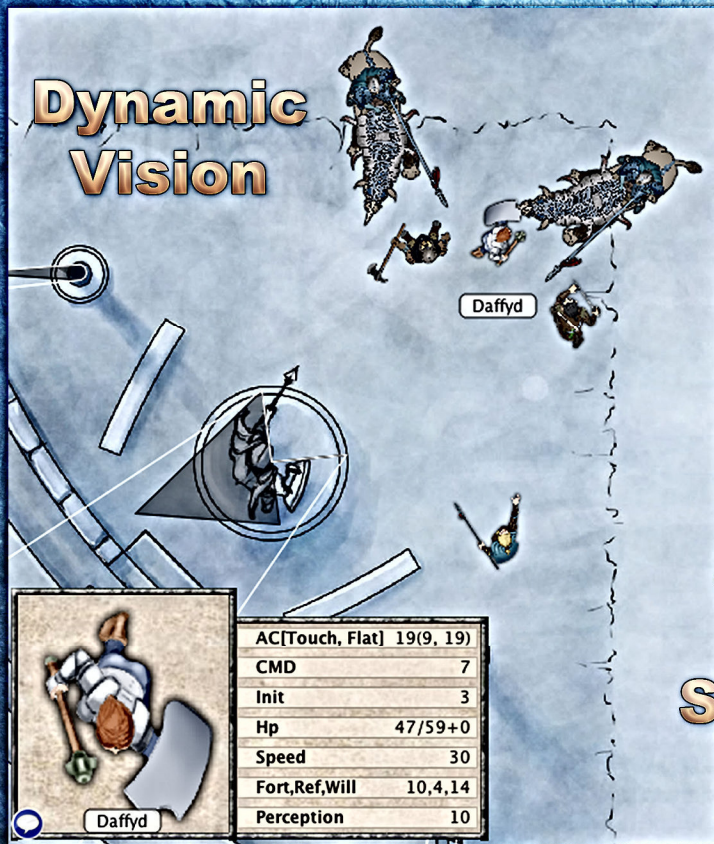 Dynamic
Vision
Daffyd
S
AC[Touch, Flat] 19(9, 19)
CMD 7
Init 3
Hp 47/59+0
Speed 30
Fort,Ref,Will 10,4,14
Perception 10
Daffyd